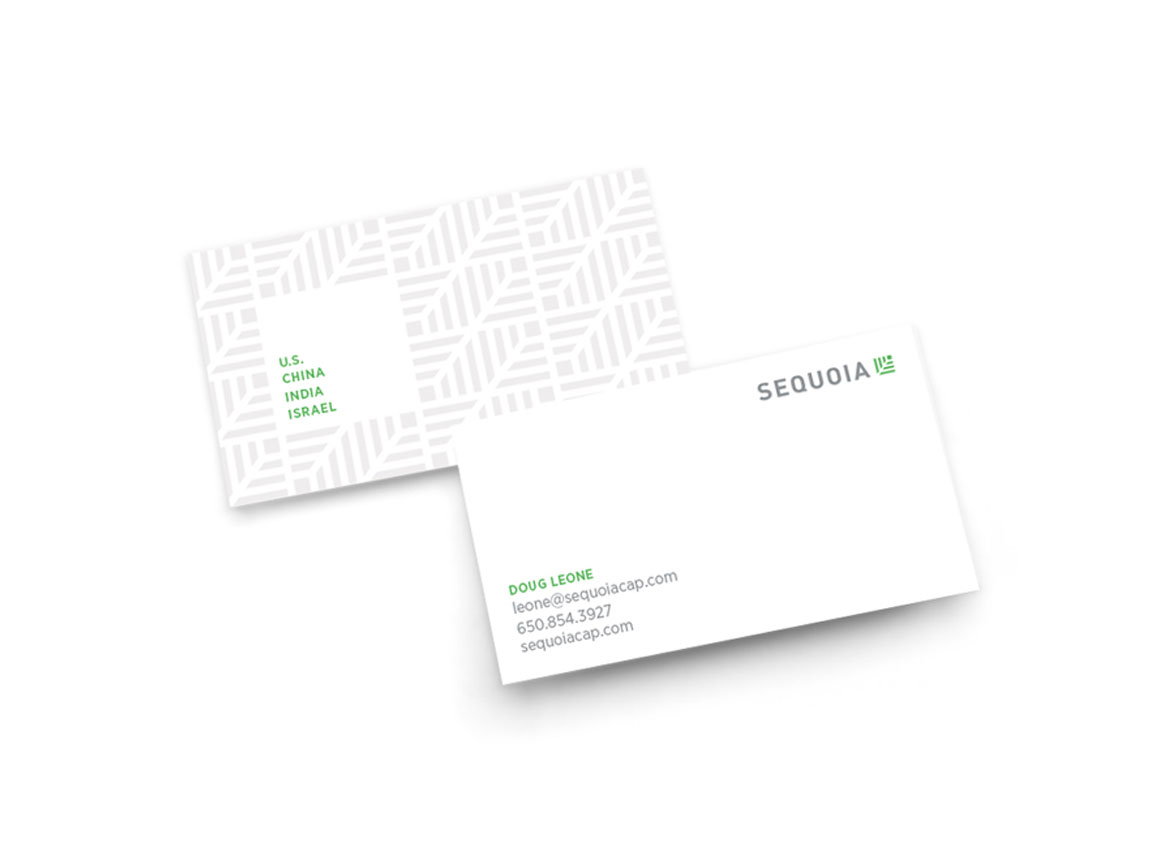 U.S.
CHINA
INDIA
ISRAEL
SEQUOIA
DOUG LEONE
leone@sequoiacap.com
650.854.3927
sequoiacap.com